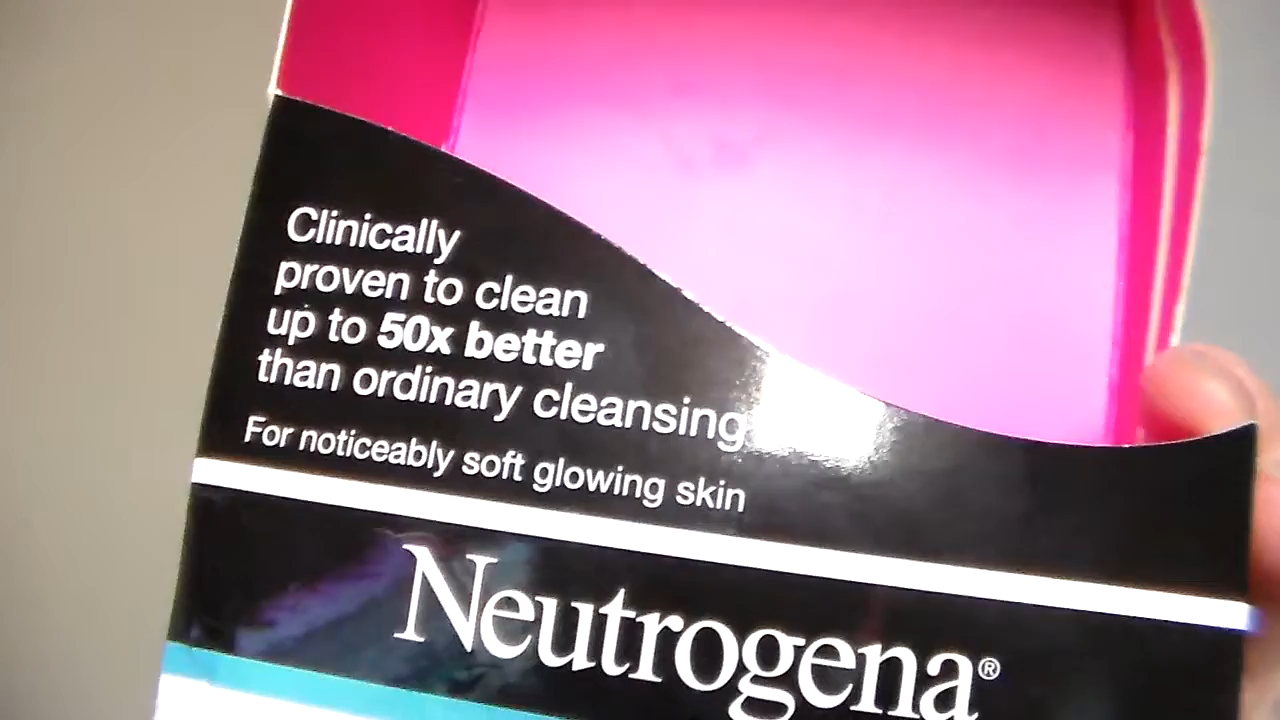 Clinically
proven to clean
up to 50x better
than ordinary cleansing
For noticeably soft glowing skin
Neutrogena®